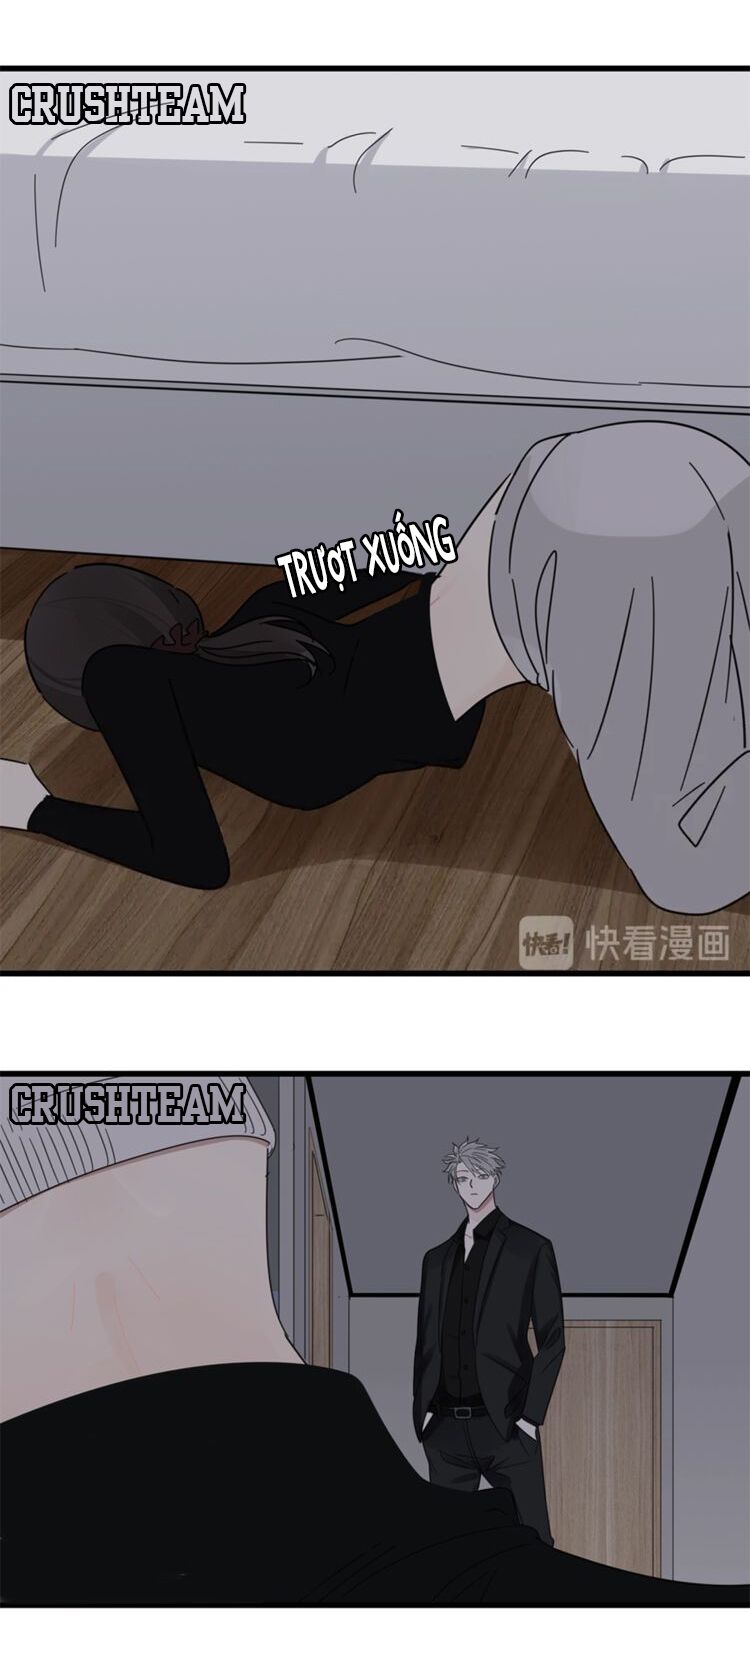 CRUSHTEAM
TRƯỢT XUỐNG
快看! 快看漫画
CRUSHTEAM